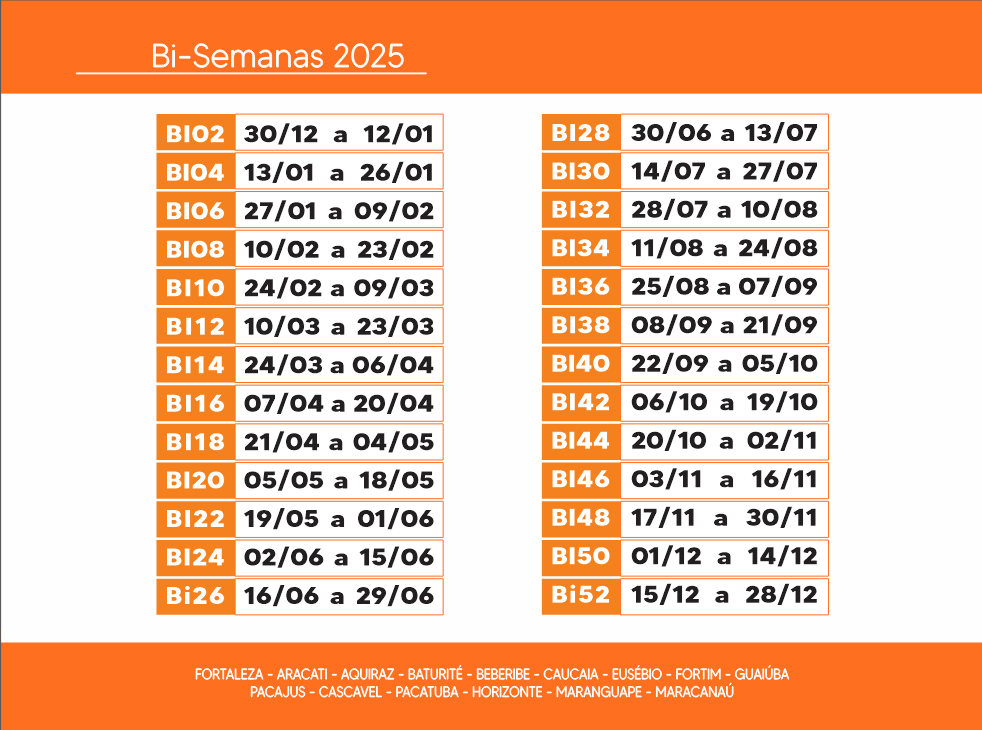 Bi-Semanas 2025
BI02 30/12 a 12/01
BI04 13/01 a 26/01
BI06 27/01 a 09/02
BI08 10/02 a 23/02
BI10 24/02 a 09/03
BI12 10/03 a 23/03
BI14 24/03 a 06/04
BI16 07/04 a 20/04
BI18 21/04 a 04/05
BI20 05/05 a 18/05
BI22 19/05 a 01/06
BI24 02/06 a 15/06
Bi26 16/06 a 29/06
BI28 30/06 a 13/07
BI30 14/07 a 27/07
BI32 28/07 a 10/08
BI34 11/08 a 24/08
BI36 25/08 a 07/09
BI38 08/09 a 21/09
BI40 22/09 a 05/10
BI42 06/10 a 19/10
BI44 20/10 a 02/11
BI46 03/11 a 16/11
BI48 17/11 a 30/11
BI50 01/12 a 14/12
Bi52 15/12 a 28/12
FORTALEZA - ARACATI - AQUIRAZ - BATURITÉ - BEBERIBE - CAUCAIA - EUSÉBIO - FORTIM - GUAIÚBA
PACAJUS - CASCAVEL - PACATUBA - HORIZONTE - MARANGUAPE - MARACANAÚ